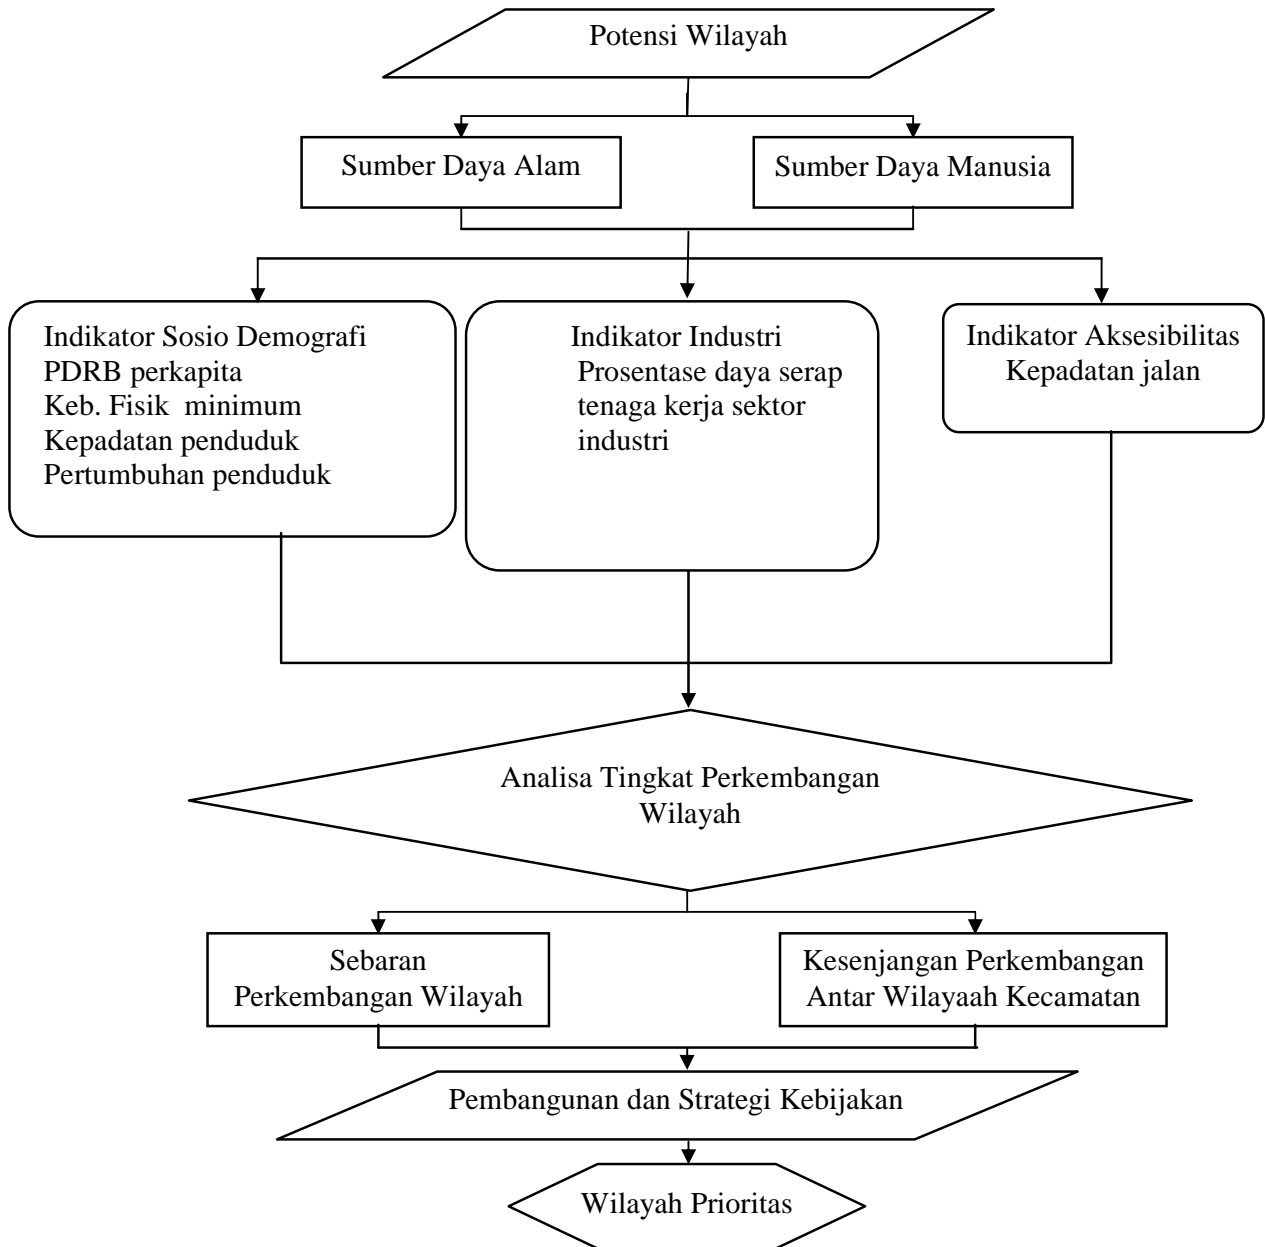 Potensi Wilayah
Sumber Daya Alam
Sumber Daya Manusia
Indikator Sosio Demografi
PDRB perkapita
Keb. Fisik  minimum
Kepadatan penduduk
Pertumbuhan penduduk
Indikator Industri
Prosentase daya serap
tenaga kerja sektor
industri
Indikator Aksesibilitas
Kepadatan jalan
Analisa Tingkat Perkembangan
Wilayah
Sebaran
Perkembangan Wilayah
Kesenjangan Perkembangan
Antar Wilayaah Kecamatan
Pembangunan dan Strategi Kebijakan
Wilayah Prioritas